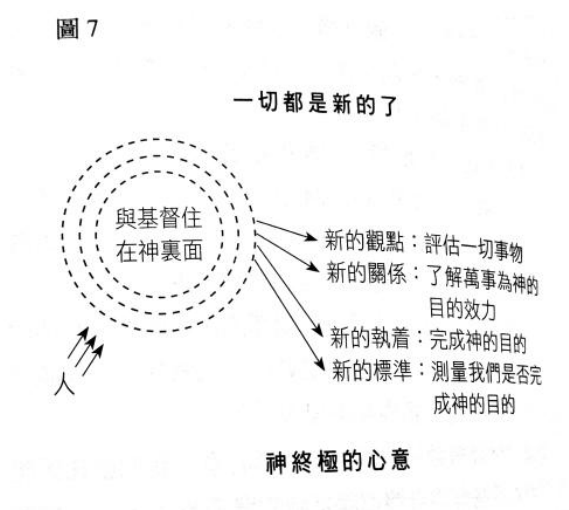 圖 7
一切都是新的了
與基督住
在神裏面
新的觀點：評估一切事物
新的關係：了解萬事為神的
目的效力
新的執着：完成神的目的
新的標準：測量我們是否完
成神的目的
人
神終極的心意